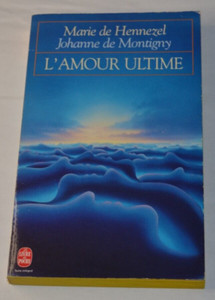 Marie de Hennezel
Johanne de Montigny
L'AMOUR ULTIME